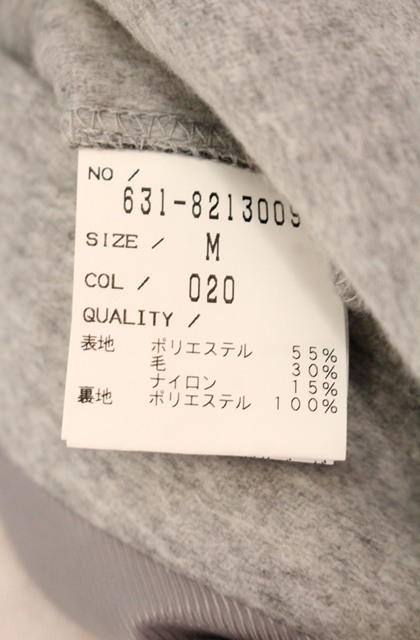 NO /
631-8213009
SIZE / M
COL / 020
QUALITY /
表地 ポリエステル 55%
毛 30%
ナイロン 15%
裏地 ポリエステル 100%